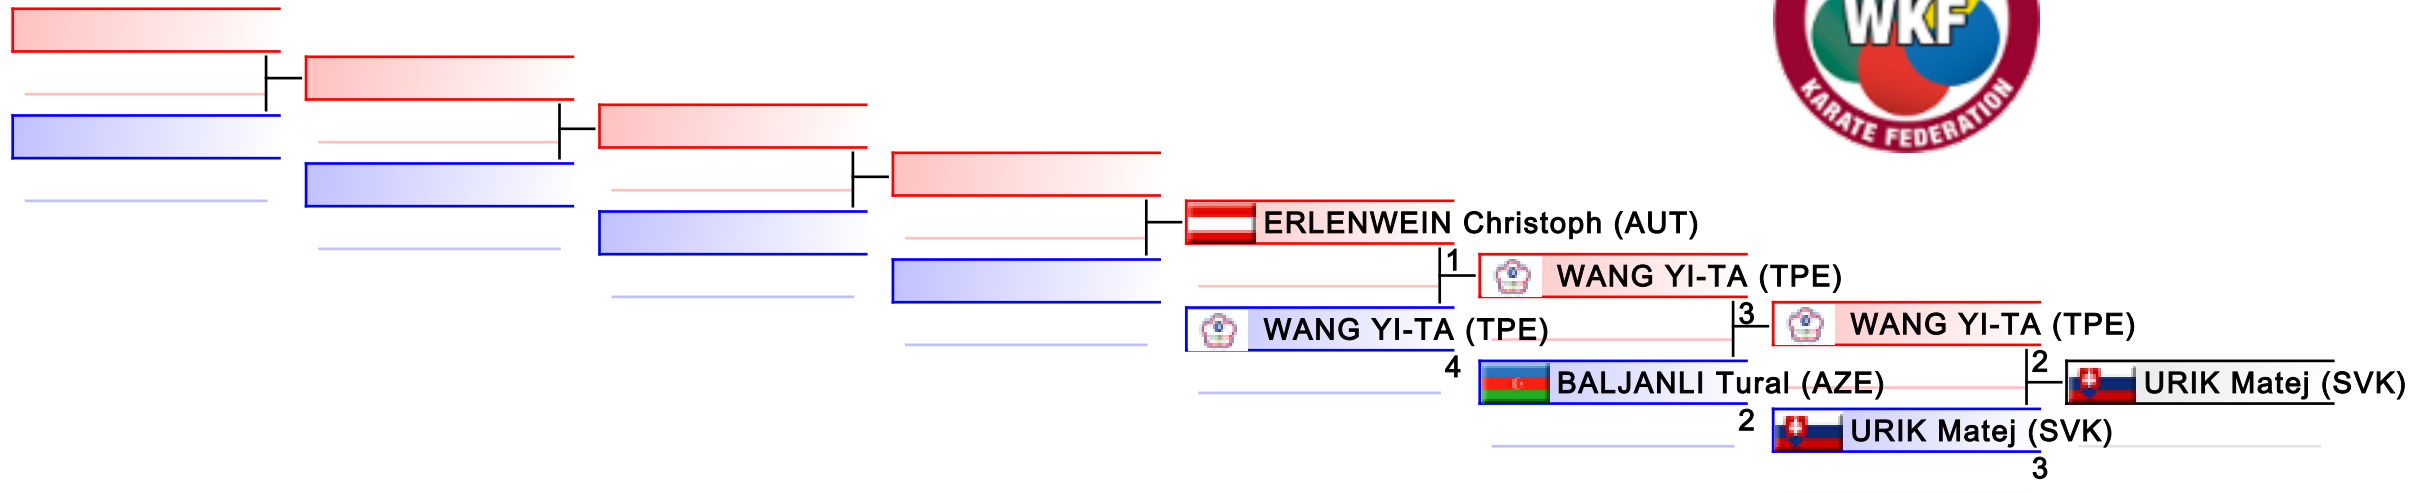 WKF
KARATE FEDERATION
ERLENWEIN Christoph (AUT)
1
WANG YI-TA (TPE)
WANG YI-TA (TPE)
4
3
WANG YI-TA (TPE)
BALJANLI Tural (AZE)
2
2
URIK Matej (SVK)
URIK Matej (SVK)
3